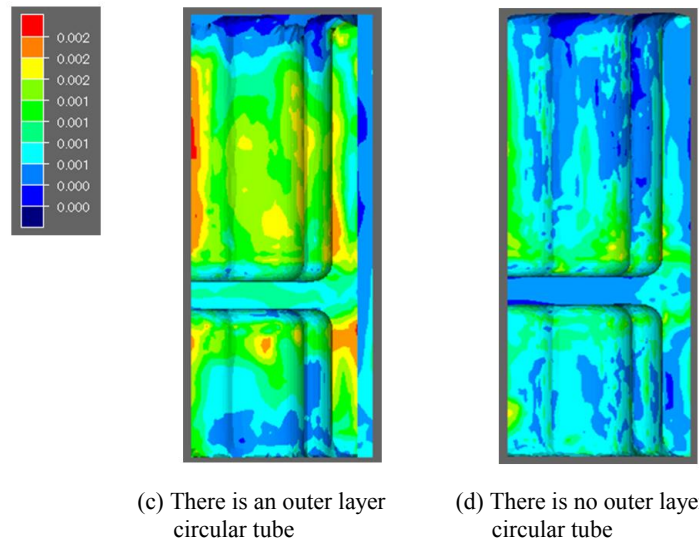 0.002
0.002
0.002
0.001
0.001
0.001
0.001
0.000
0.000
(c) There is an outer layer
circular tube
(d) There is no outer laye
circular tube